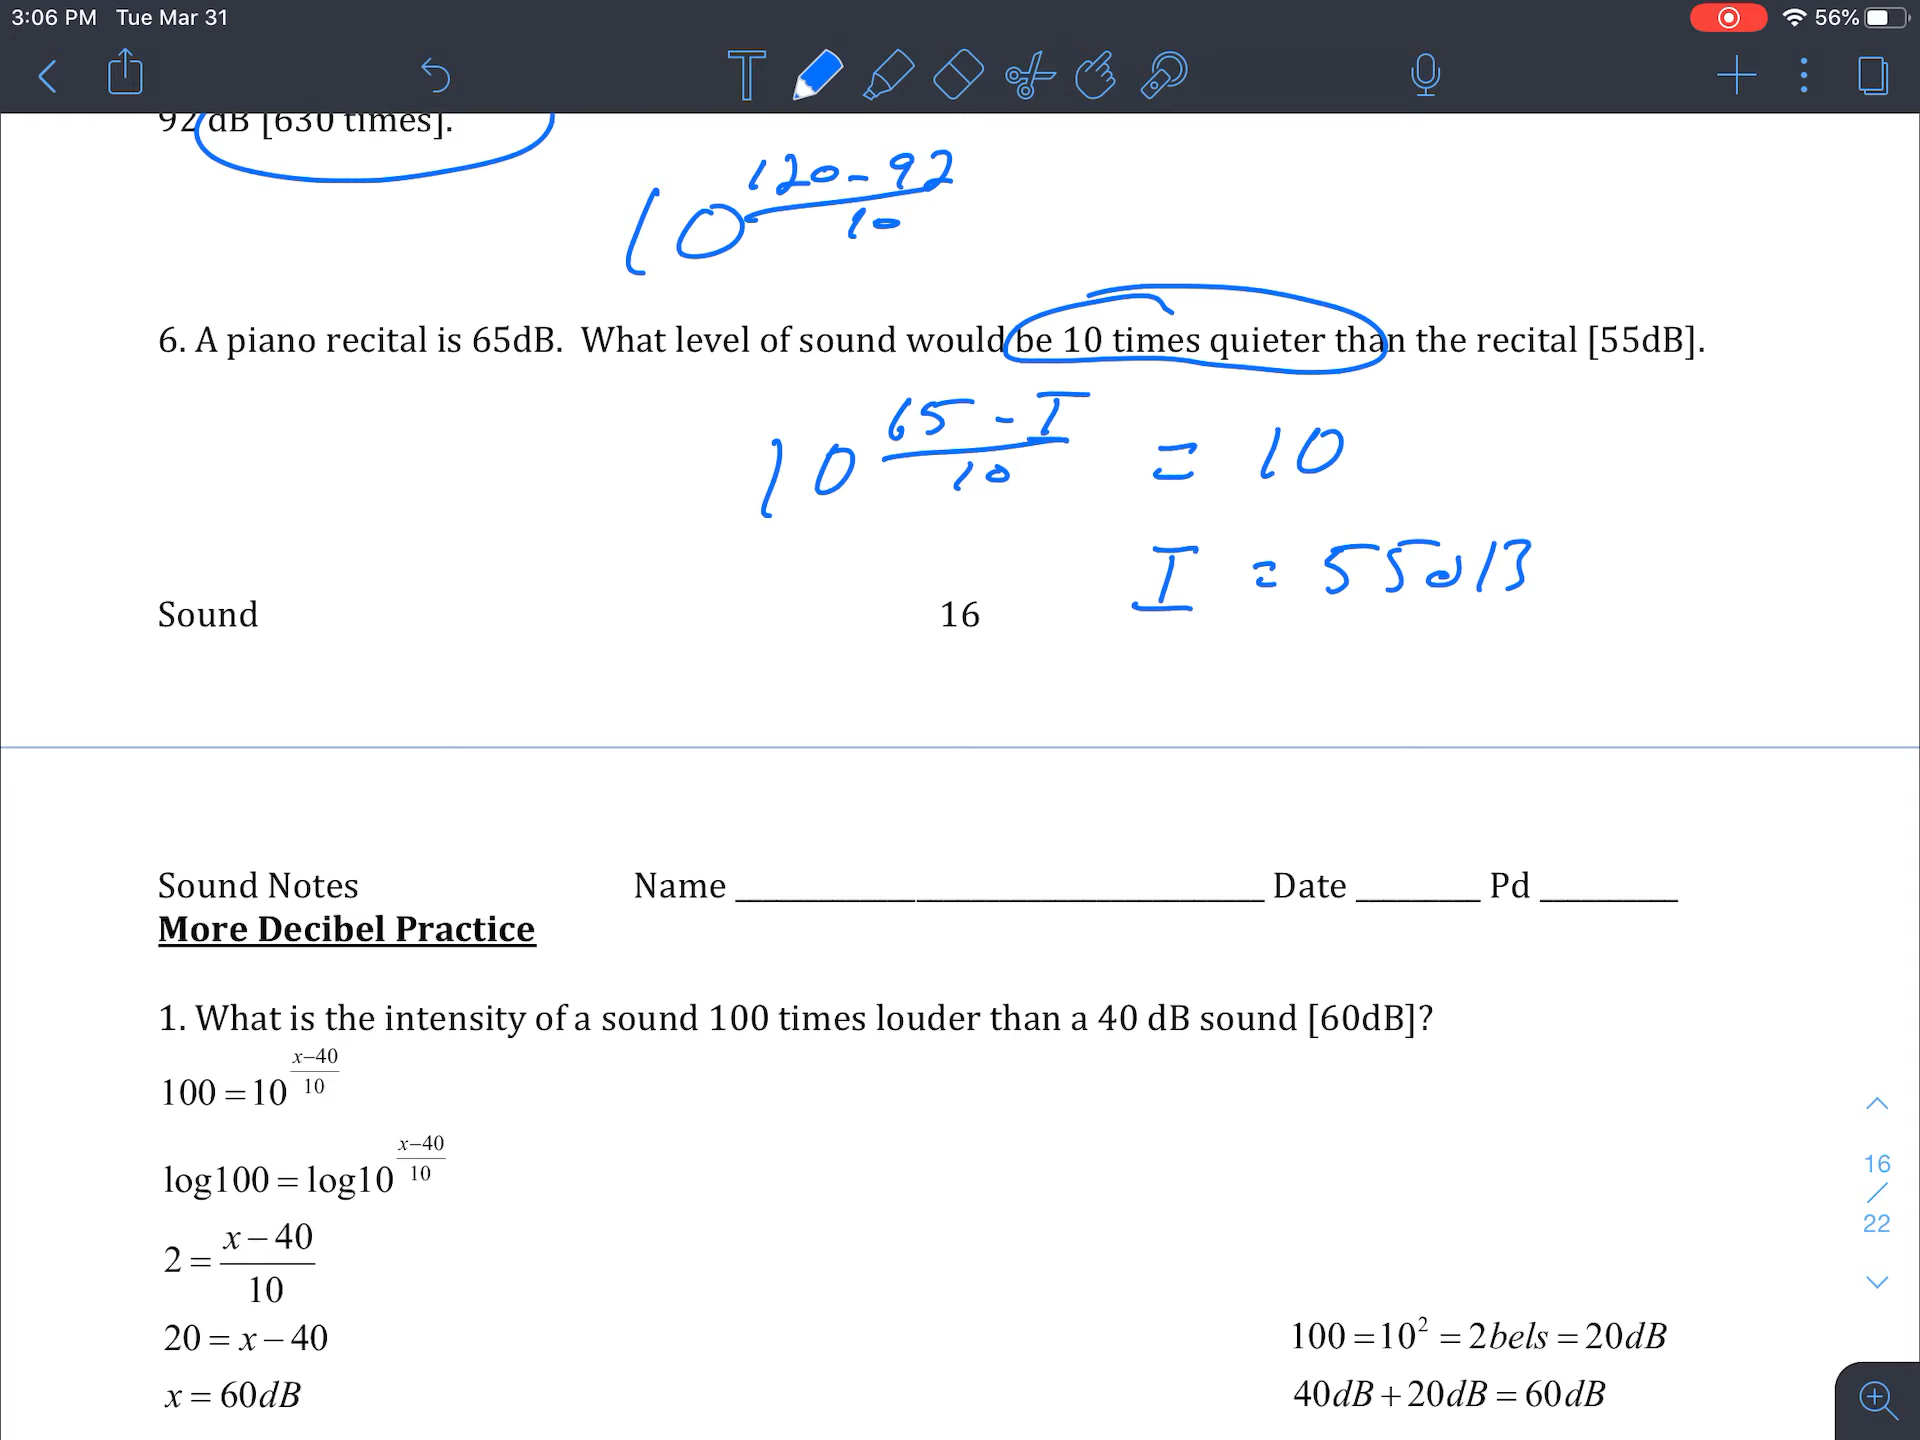 3:06 PM Tue Mar 31
56%
T
92 dB [630 times].
10^((120-92)/10)
6. A piano recital is 65dB. What level of sound would be 10 times quieter than the recital [55dB].
10^((65-I)/10) = 10
I = 55dB
Sound 16
Sound Notes Name ____________ Date ________ Pd ________
More Decibel Practice
1. What is the intensity of a sound 100 times louder than a 40 dB sound [60dB]?
100 = 10^((x-40)/10)
log100 = log10^((x-40)/10)
2 = (x-40)/10
20 = x - 40
x = 60dB
100 = 10² = 2bels = 20dB
40dB + 20dB = 60dB
16
/
22